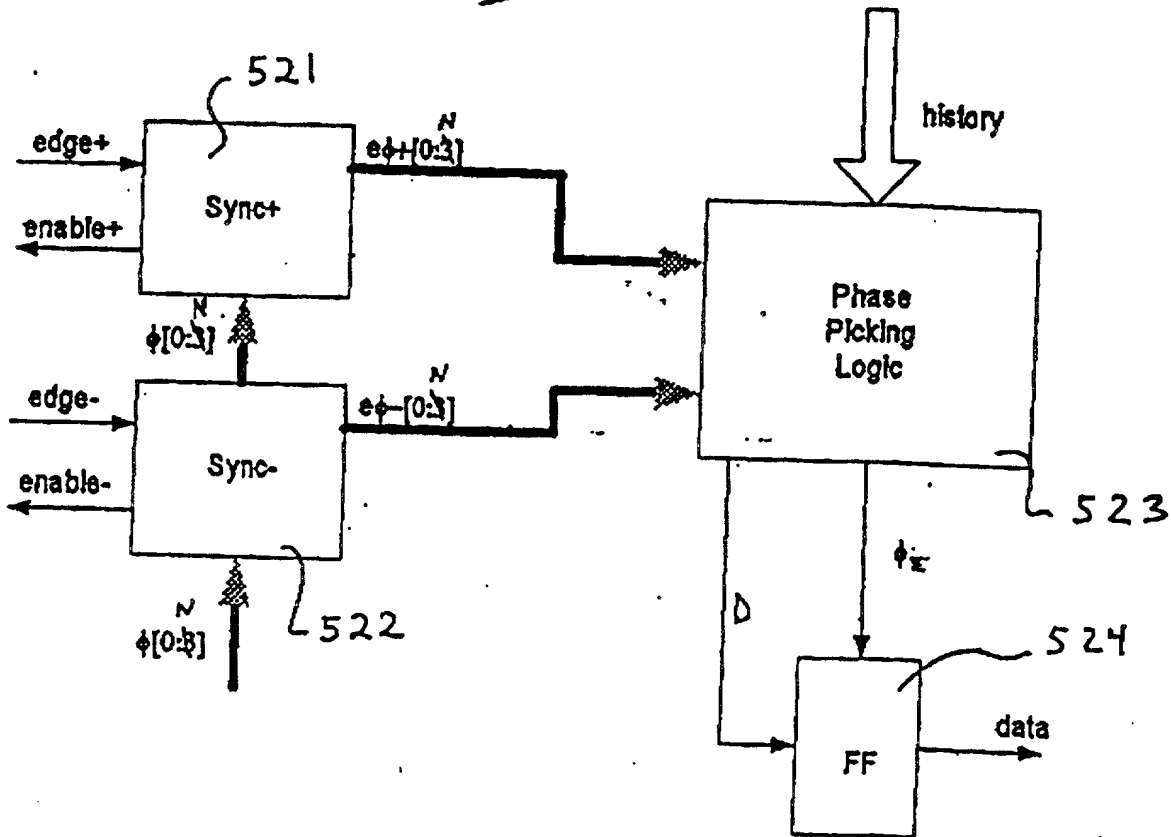 521
edge+
enable+
Sync+
N
eϕ+[0:3]
history
Phase
Picking
Logic
N
ϕ[0:3]
edge-
enable-
Sync-
N
eϕ-[0:3]
523
N
ϕ[0:3]
522
D
524
FF
data